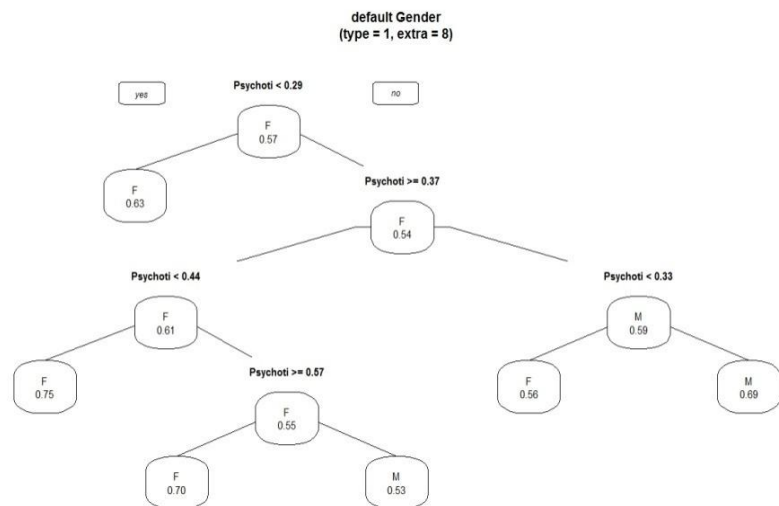 default Gender
(type = 1, extra = 8)
Psychoti < 0.29
yes
no
F
0.57
Psychoti >= 0.37
F
0.63
F
0.54
Psychoti < 0.44
Psychoti < 0.33
F
0.61
M
0.59
Psychoti >= 0.57
F
0.75
F
0.55
F
0.56
M
0.69
F
0.70
M
0.53